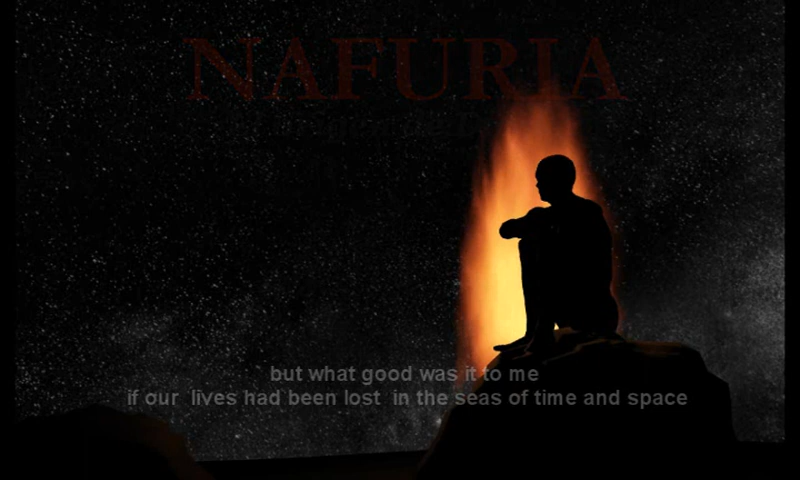 NAFURIA
but what good was it to me
if our lives had been lost in the seas of time and space